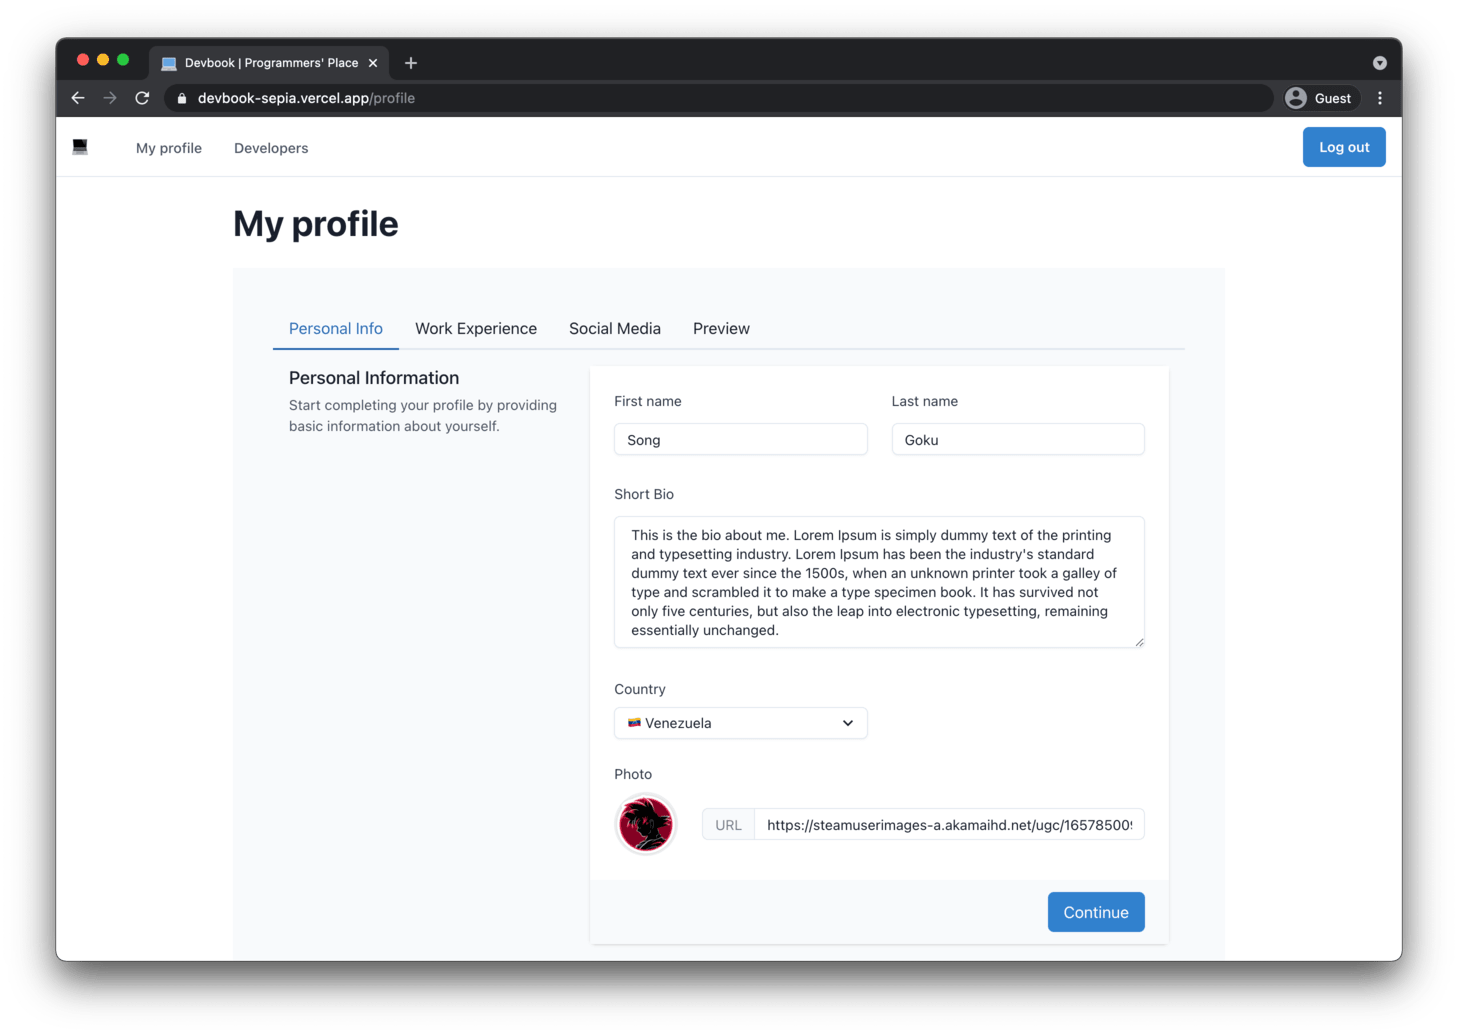 Devbook | Programmers' Place
devbook-sepia.vercel.app/profile
Guest
My profile
Developers
Log out
My profile
Personal Info
Work Experience
Social Media
Preview
Personal Information
Start completing your profile by providing
basic information about yourself.
First name
Last name
Song
Goku
Short Bio
This is the bio about me. Lorem Ipsum is simply dummy text of the printing
and typesetting industry. Lorem Ipsum has been the industry's standard
dummy text ever since the 1500s, when an unknown printer took a galley of
type and scrambled it to make a type specimen book. It has survived not
only five centuries, but also the leap into electronic typesetting, remaining
essentially unchanged.
Country
Venezuela
Photo
URL
https://steamuserimages-a.akamaihd.net/ugc/165785009
Continue